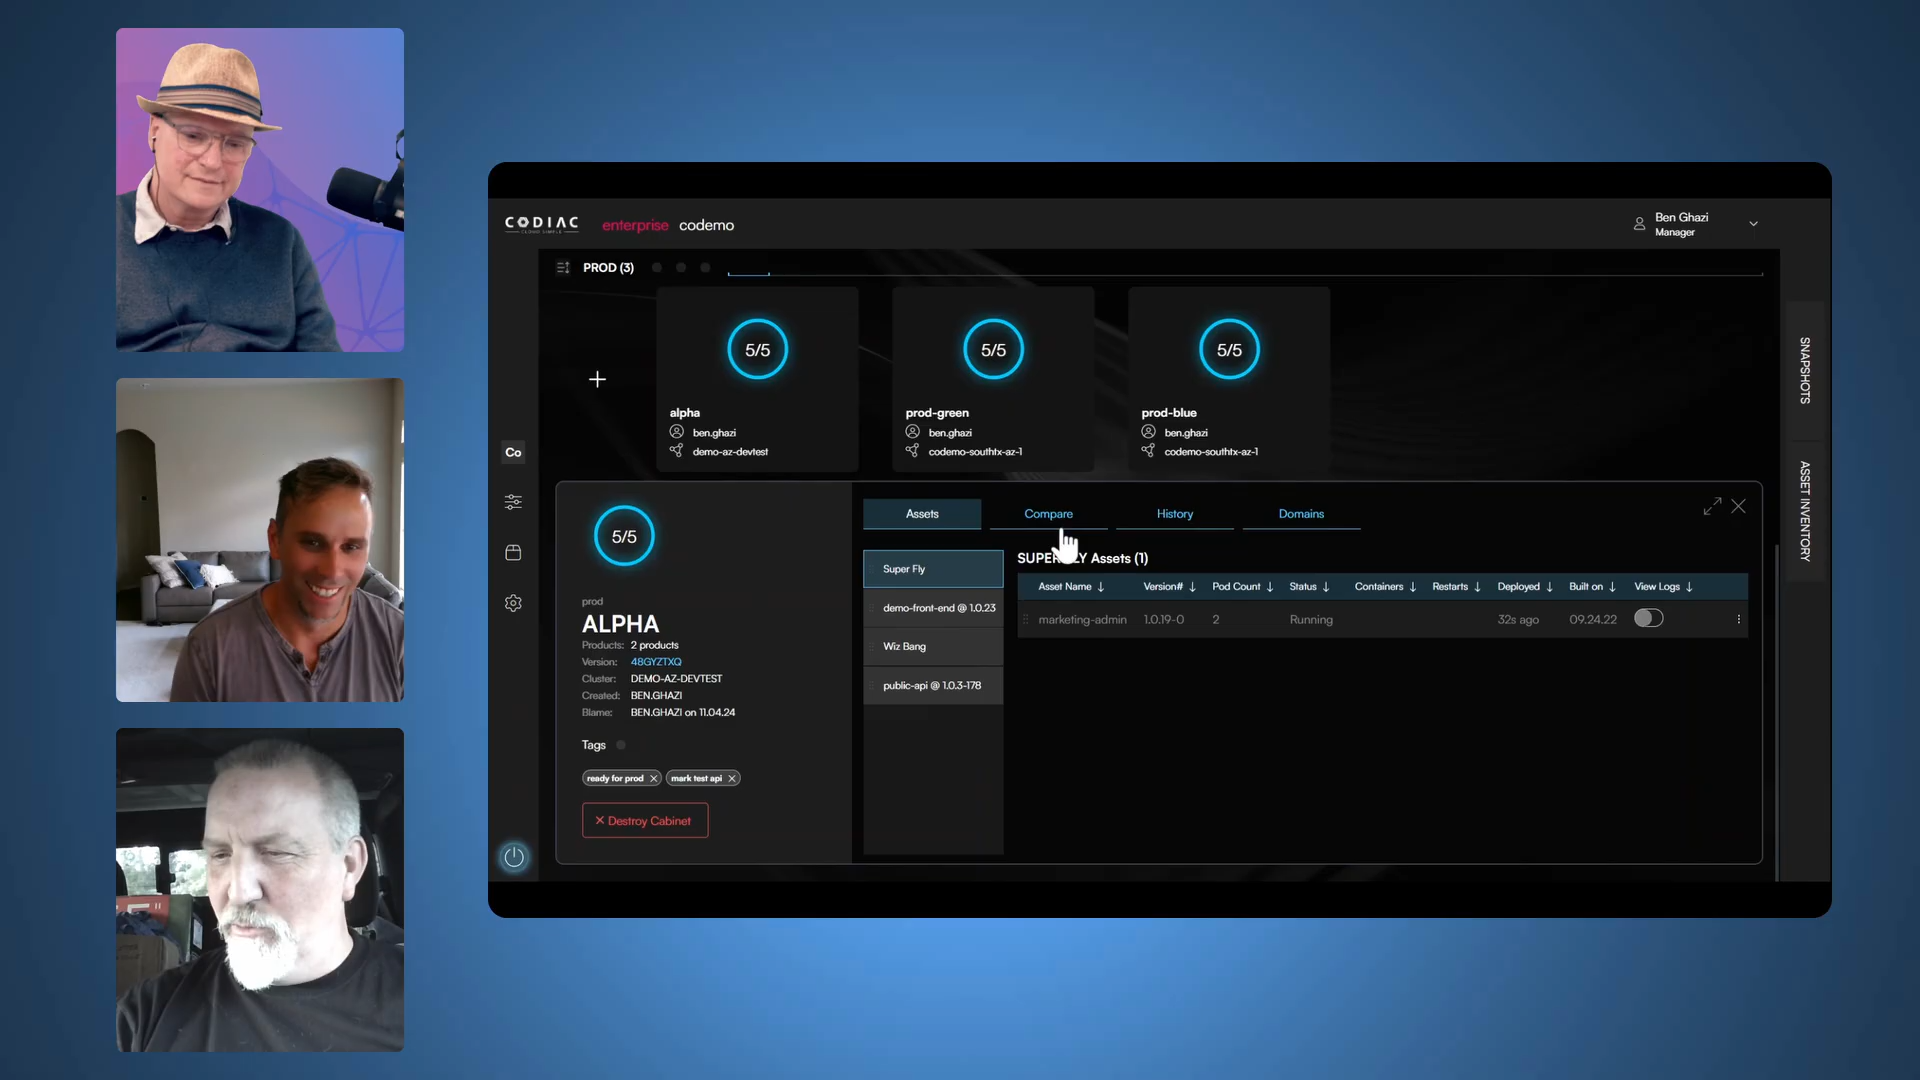 CODIAC
CLOUD SIMPLE
enterprise codemo
Ben Ghazi
Manager
PROD (3)
5/5
alpha
ben.ghazi
demo-az-devtest
5/5
prod-green
ben.ghazi
codemo-southtx-az-1
5/5
prod-blue
ben.ghazi
codemo-southtx-az-1
SNAPSHOTS
ASSET INVENTORY
Co
5/5
prod
ALPHA
Products: 2 products
Version: 48GYZTXQ
Cluster: DEMO-AZ-DEVTEST
Created: BEN.GHAZI
Blame: BEN.GHAZI on 11.04.24
Tags
ready for prod
mark test api
Destroy Cabinet
Assets
Compare
History
Domains
Super Fly
demo-front-end @ 1.0.23
Wiz Bang
public-api @ 1.0.3-178
Assets (1)
Asset Name Version# Pod Count Status Containers Restarts Deployed Built on View Logs
marketing-admin 1.0.19-0 2 Running 32s ago 09.24.22